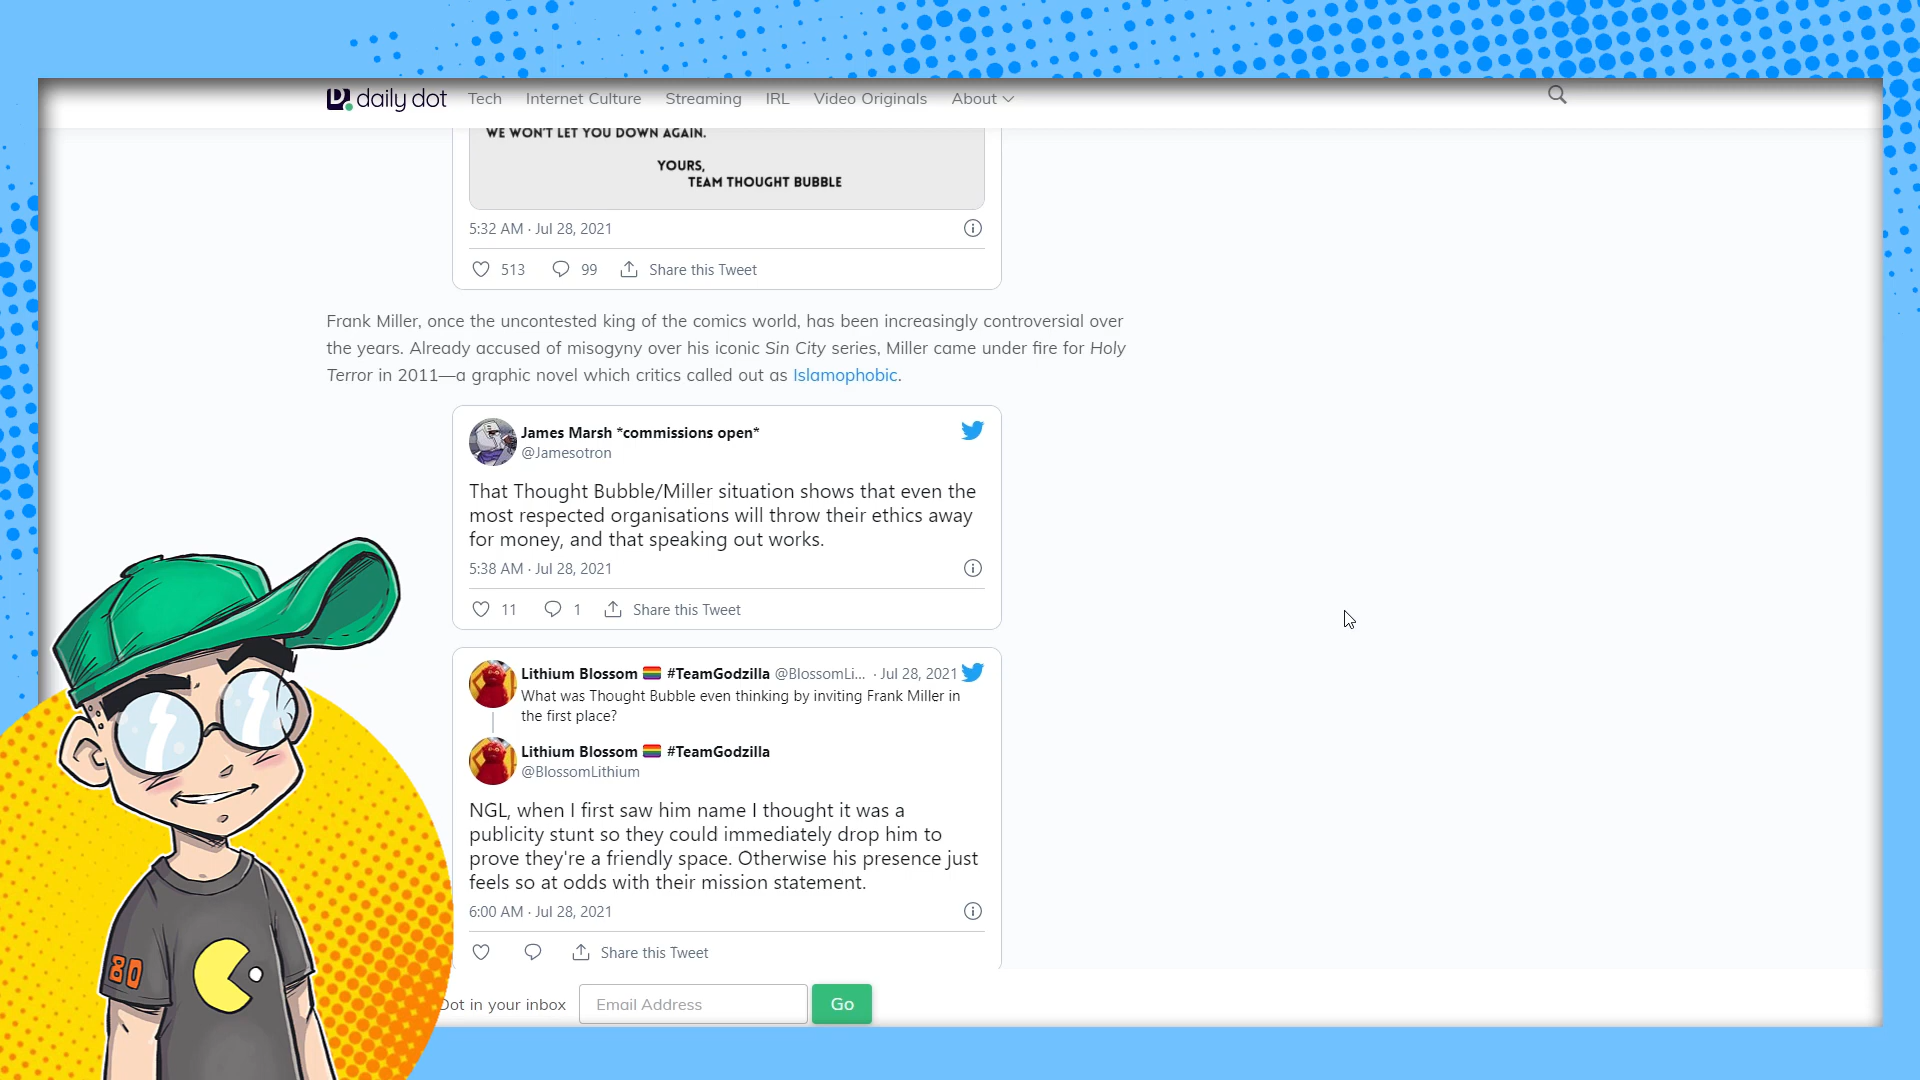 daily dot Tech Internet Culture Streaming IRL Video Originals About
WE WON'T LET YOU DOWN AGAIN.
YOURS,
TEAM THOUGHT BUBBLE
5:32 AM · Jul 28, 2021
513 99 Share this Tweet
Frank Miller, once the uncontested king of the comics world, has been increasingly controversial over
the years. Already accused of misogyny over his iconic Sin City series, Miller came under fire for Holy
Terror in 2011—a graphic novel which critics called out as Islamophobic.
James Marsh *commissions open*
@Jamesotron
That Thought Bubble/Miller situation shows that even the
most respected organisations will throw their ethics away
for money, and that speaking out works.
5:38 AM · Jul 28, 2021
11 1 Share this Tweet
Lithium Blossom 🏳️‍🌈 #TeamGodzilla @BlossomLi... · Jul 28, 2021
What was Thought Bubble even thinking by inviting Frank Miller in
the first place?
Lithium Blossom 🏳️‍🌈 #TeamGodzilla
@BlossomLithium
NGL, when I first saw him name I thought it was a
publicity stunt so they could immediately drop him to
prove they're a friendly space. Otherwise his presence just
feels so at odds with their mission statement.
6:00 AM · Jul 28, 2021
Share this Tweet
Dot in your inbox Email Address Go
80